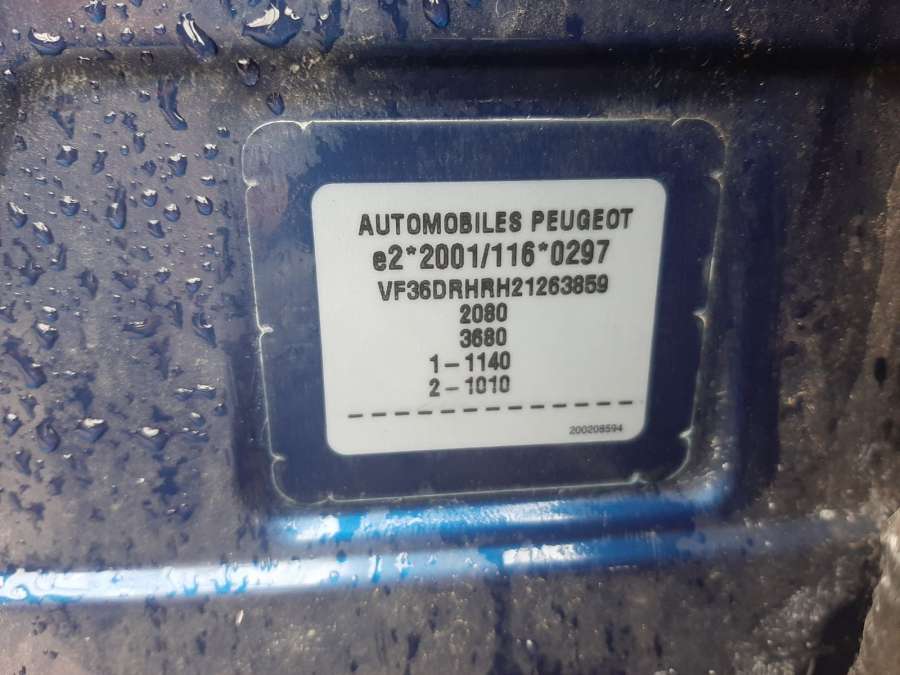 AUTOMOBILES PEUGEOT
e2*2001/116*0297
VF36DRHRH21263859
2080
3680
1-1140
2-1010
200208594